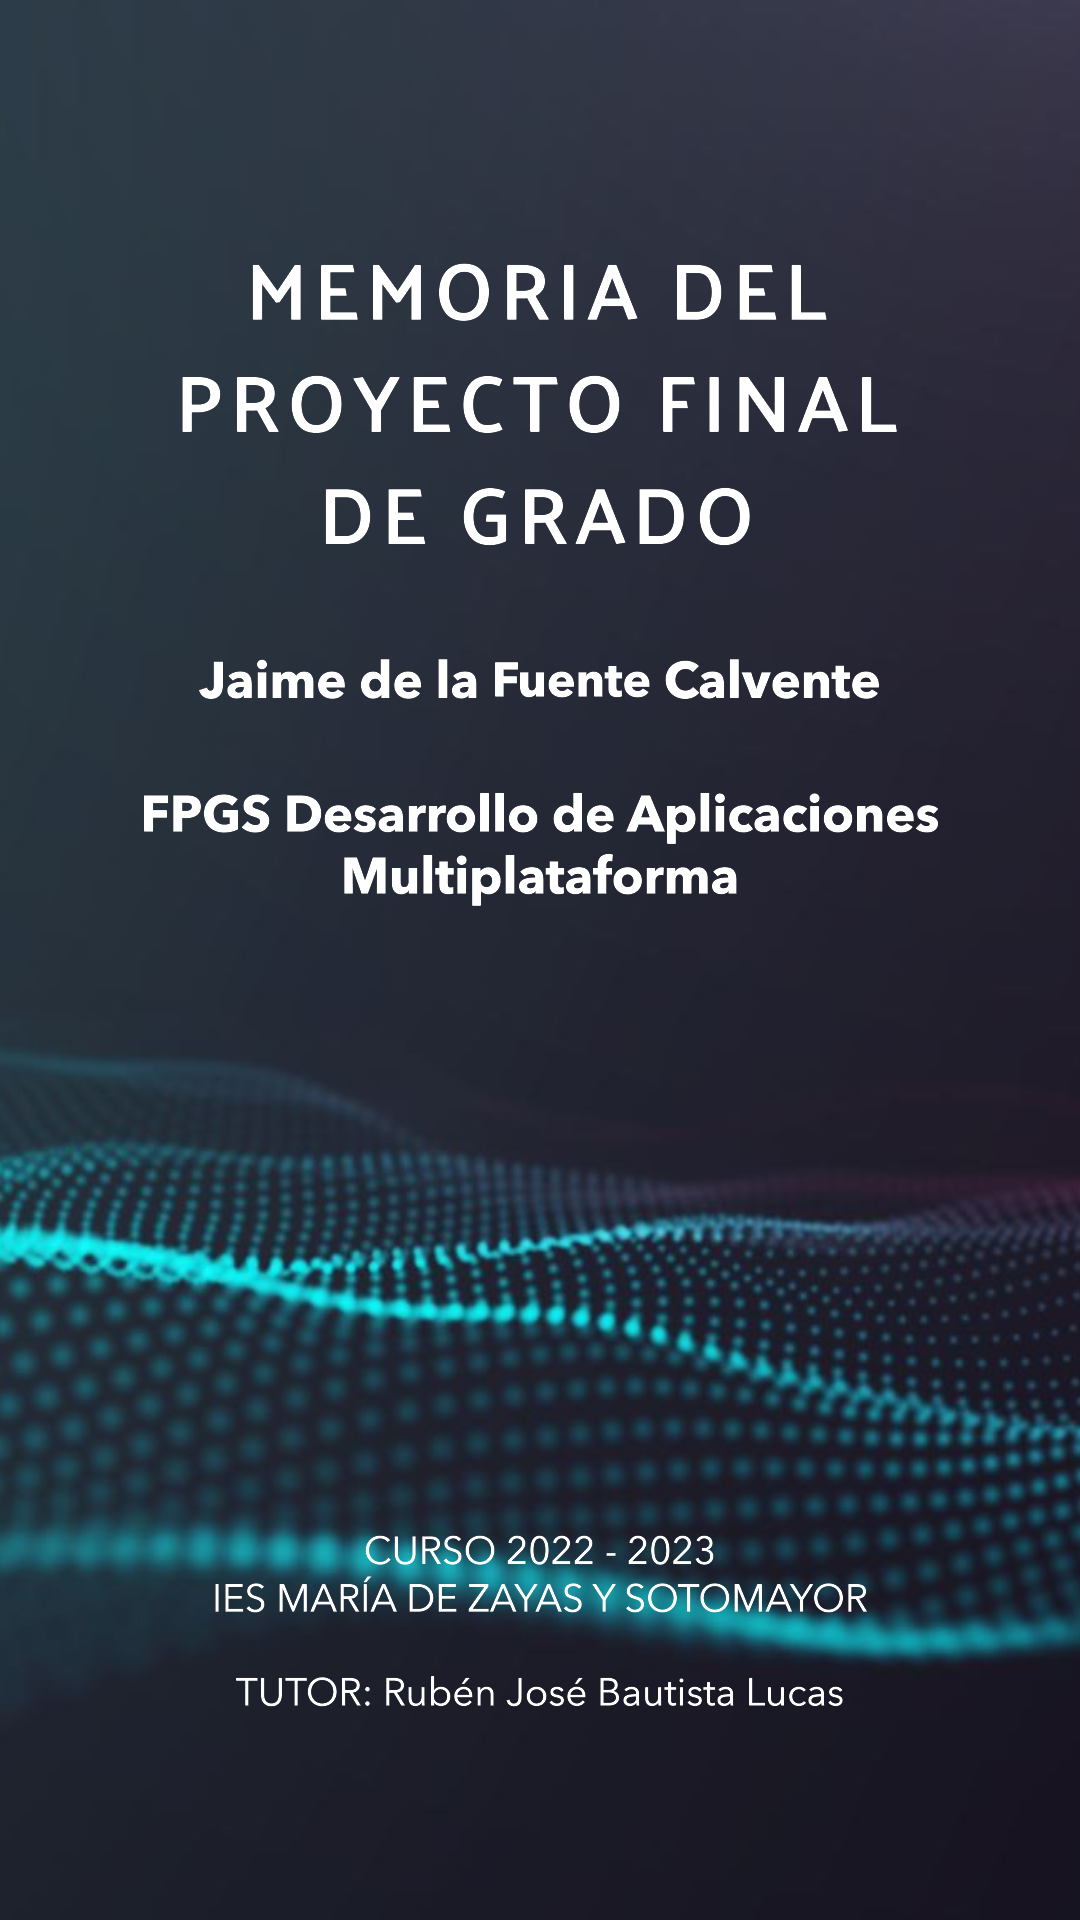 MEMORIA DEL
PROYECTO FINAL
DE GRADO
Jaime de la Fuente Calvente
FPGS Desarrollo de Aplicaciones
Multiplataforma
CURSO 2022 - 2023
IES MARÍA DE ZAYAS Y SOTOMAYOR
TUTOR: Rubén José Bautista Lucas